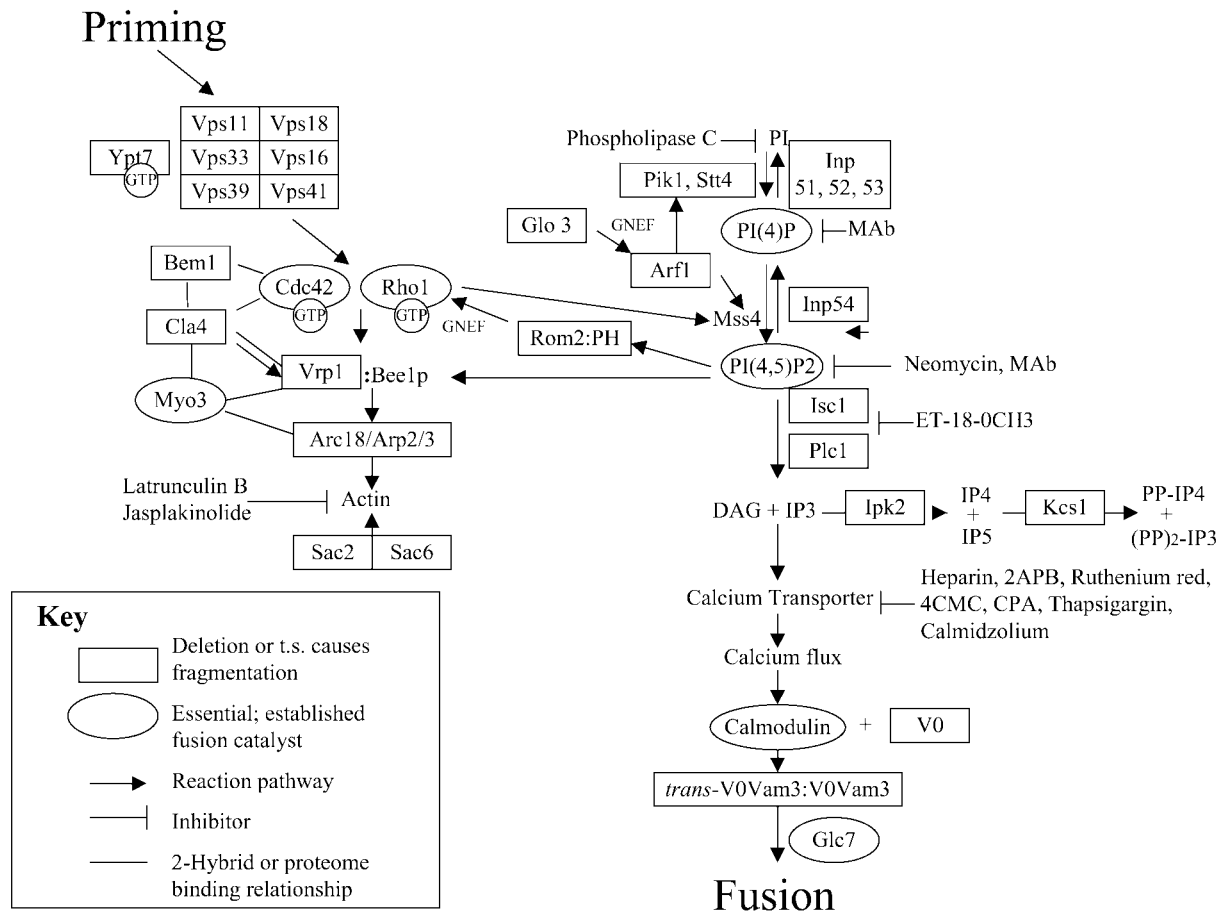 Priming
Vps11 Vps18
Ypt7 Vps33 Vps16
GTP
Vps39 Vps41
Phospholipase C PI
Pik1, Stt4
Inp
51, 52, 53
Glo 3 GNEF PI(4)P MAb
Arf1
Bem1
Cdc42 Rho1
GTP GTP
Cla4 GNEF
Mss4 Inp54
Rom2:PH
Vrp1 :Bee1p PI(4,5)P2 Neomycin, MAb
Myo3
Isc1
ET-18-0CH3
Plc1
Arc18/Arp2/3
Latrunculin B
Jasplakinolide
Actin
Sac2 Sac6
DAG + IP3 Ipk2
IP4
+
IP5
Kcs1
PP-IP4
+
(PP)2-IP3
Calcium Transporter
Heparin, 2APB, Ruthenium red,
4CMC, CPA, Thapsigargin,
Calmidzolium
Calcium flux
Calmodulin + V0
trans-V0Vam3:V0Vam3
Glc7
Fusion
Key
Deletion or t.s. causes
fragmentation
Essential; established
fusion catalyst
Reaction pathway
Inhibitor
2-Hybrid or proteome
binding relationship